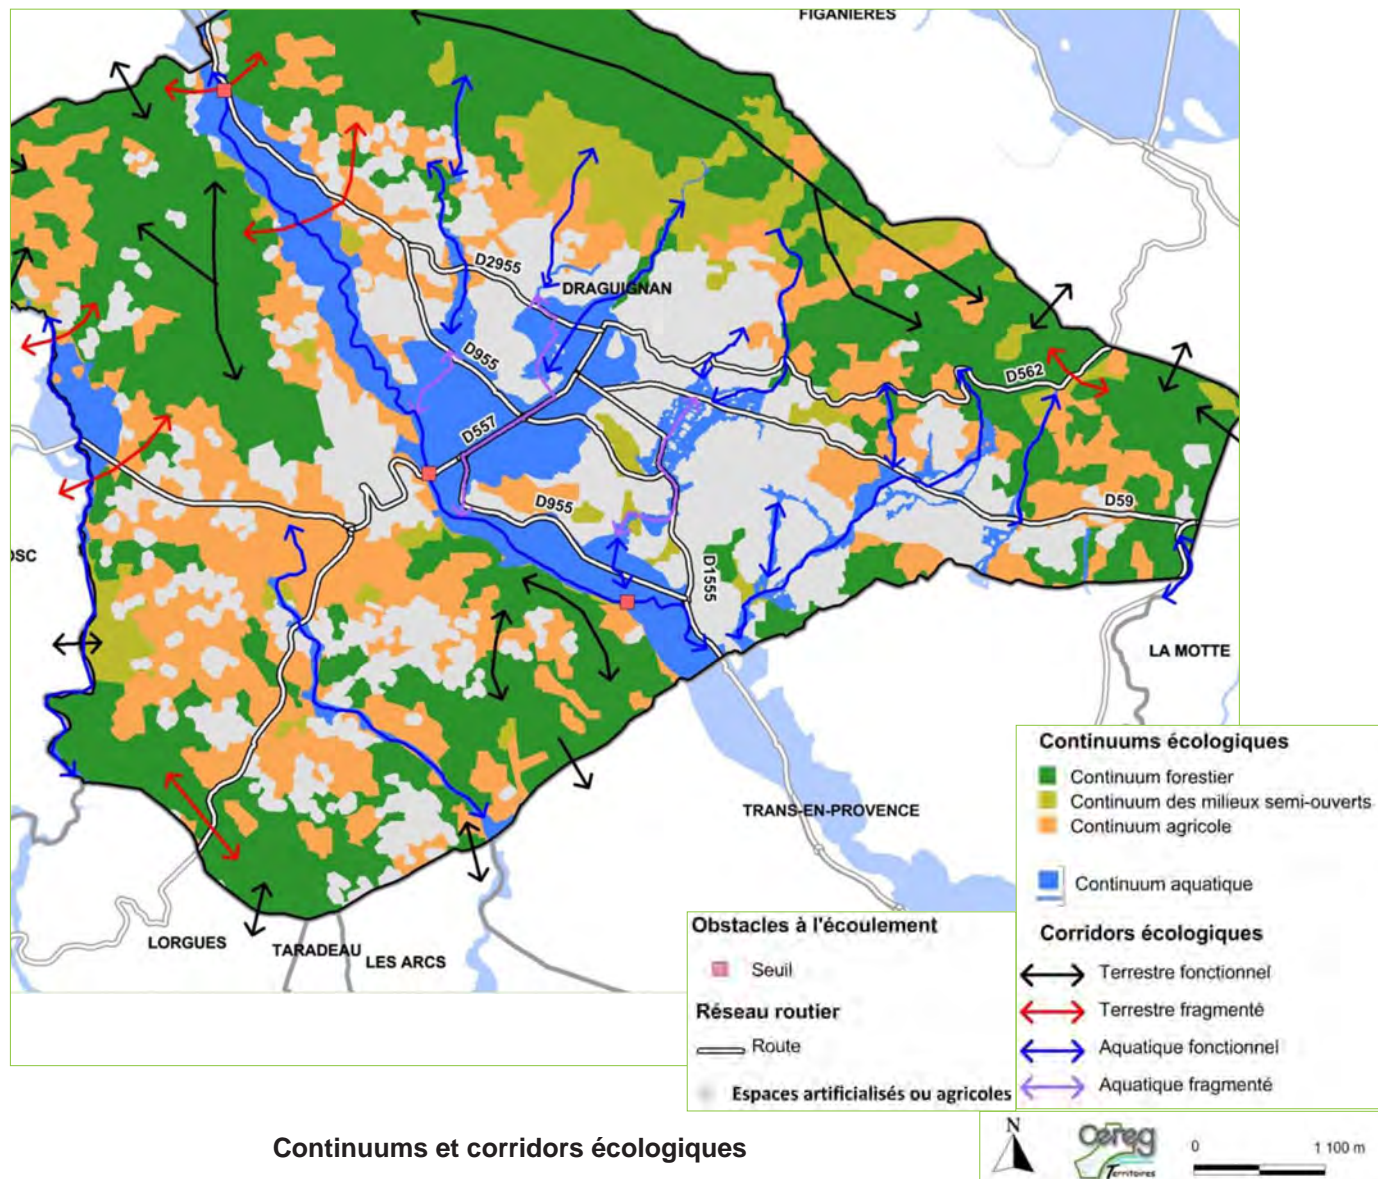 FIGANIERES
D2955
DRAGUIGNAN
D955
D562
D557
D955
D59
D1555
OSC
LA MOTTE
TRANS-EN-PROVENCE
LORGUES
TARADEAU
LES ARCS
Continuums écologiques
Continuum forestier
Continuum des milieux semi-ouverts
Continuum agricole
Continuum aquatique
Corridors écologiques
Terrestre fonctionnel
Terrestre fragmenté
Aquatique fonctionnel
Aquatique fragmenté
Obstacles à l'écoulement
Seuil
Réseau routier
Route
Espaces artificialisés ou agricoles
Continuums et corridors écologiques
N
Cereg
Territoires
0 1 100 m